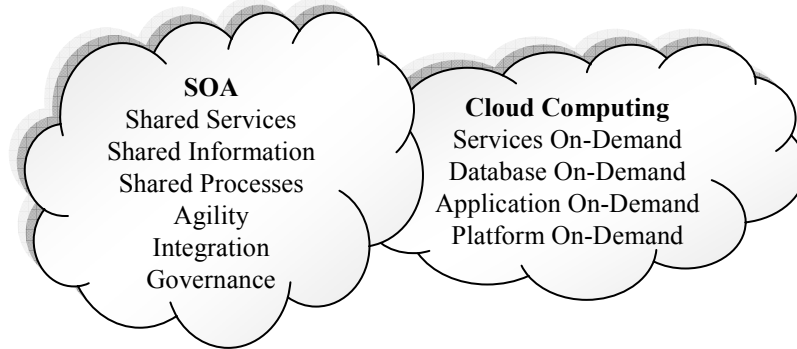 SOA
Shared Services
Shared Information
Shared Processes
Agility
Integration
Governance
Cloud Computing
Services On-Demand
Database On-Demand
Application On-Demand
Platform On-Demand